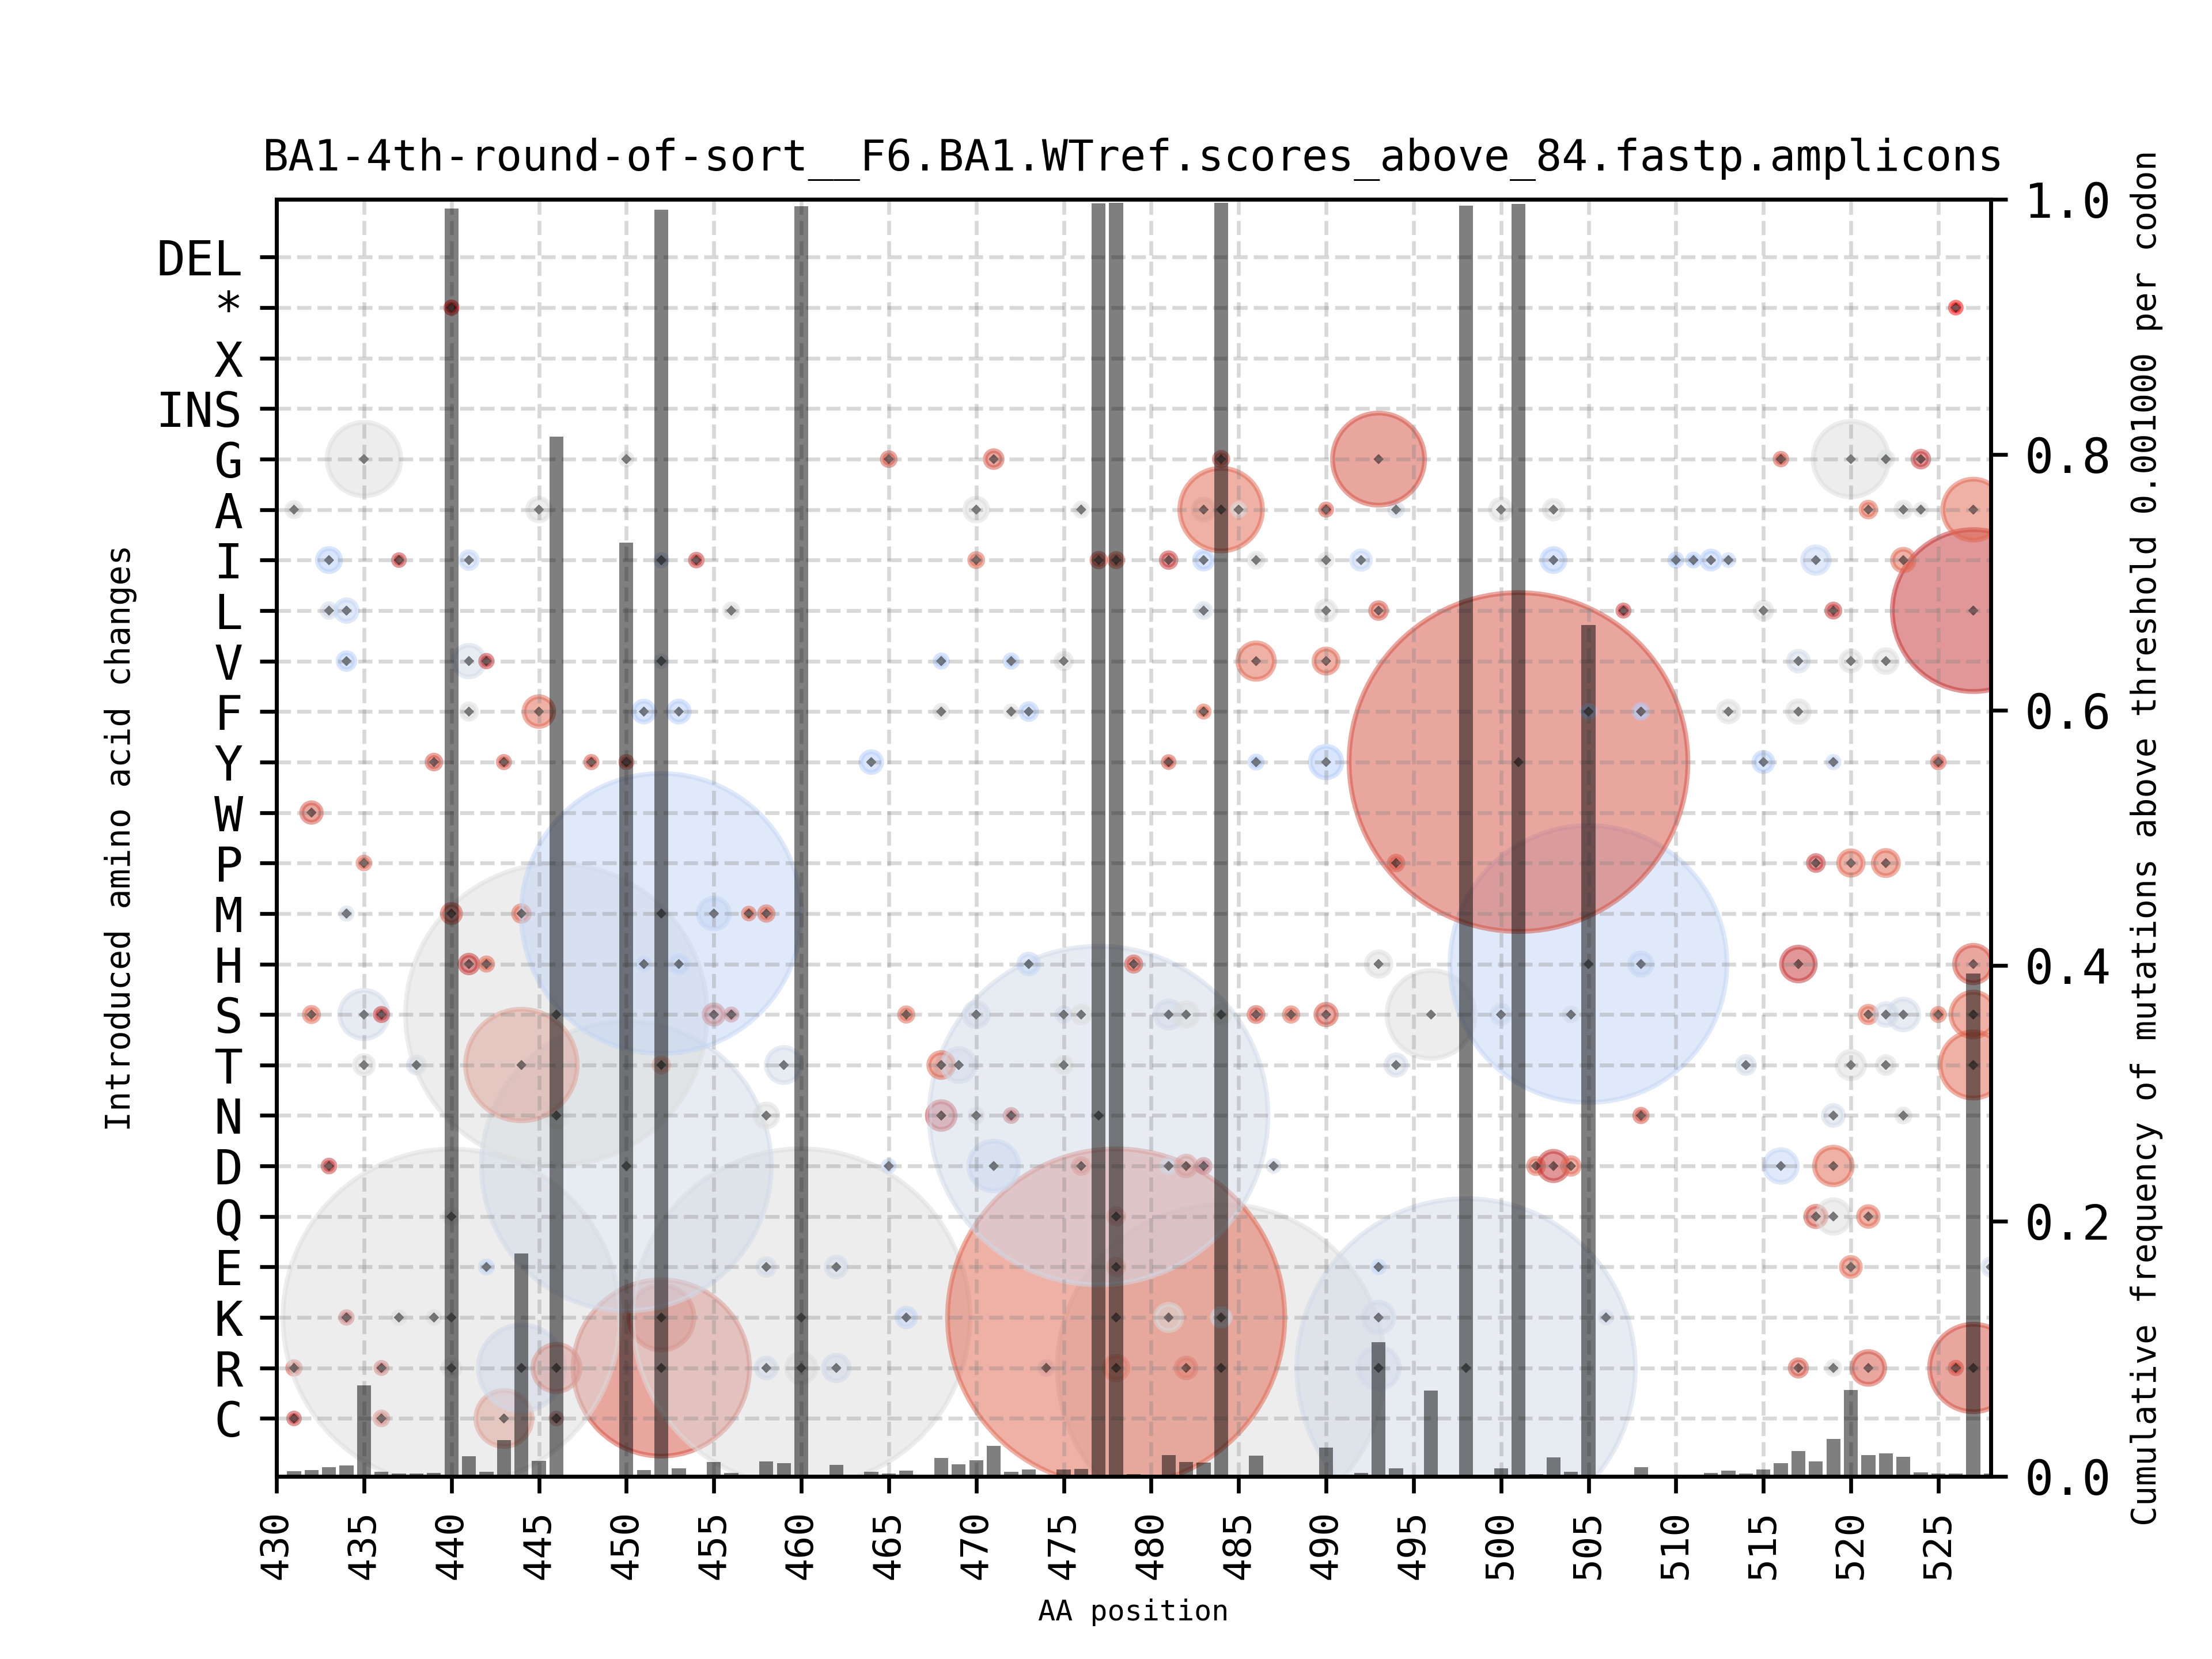 BA1-4th-round-of-sort__F6.BA1.WTref.scores_above_84.fastp.amplicons
Introduced amino acid changes
DEL
*
X
INS
G
A
I
L
V
F
Y
W
P
M
H
S
T
N
D
Q
E
K
R
C
1.0
0.8
0.6
0.4
0.2
0.0
Cumulative frequency of mutations above threshold 0.001000 per codon
430 435 440 445 450 455 460 465 470 475 480 485 490 495 500 505 510 515 520 525
AA position